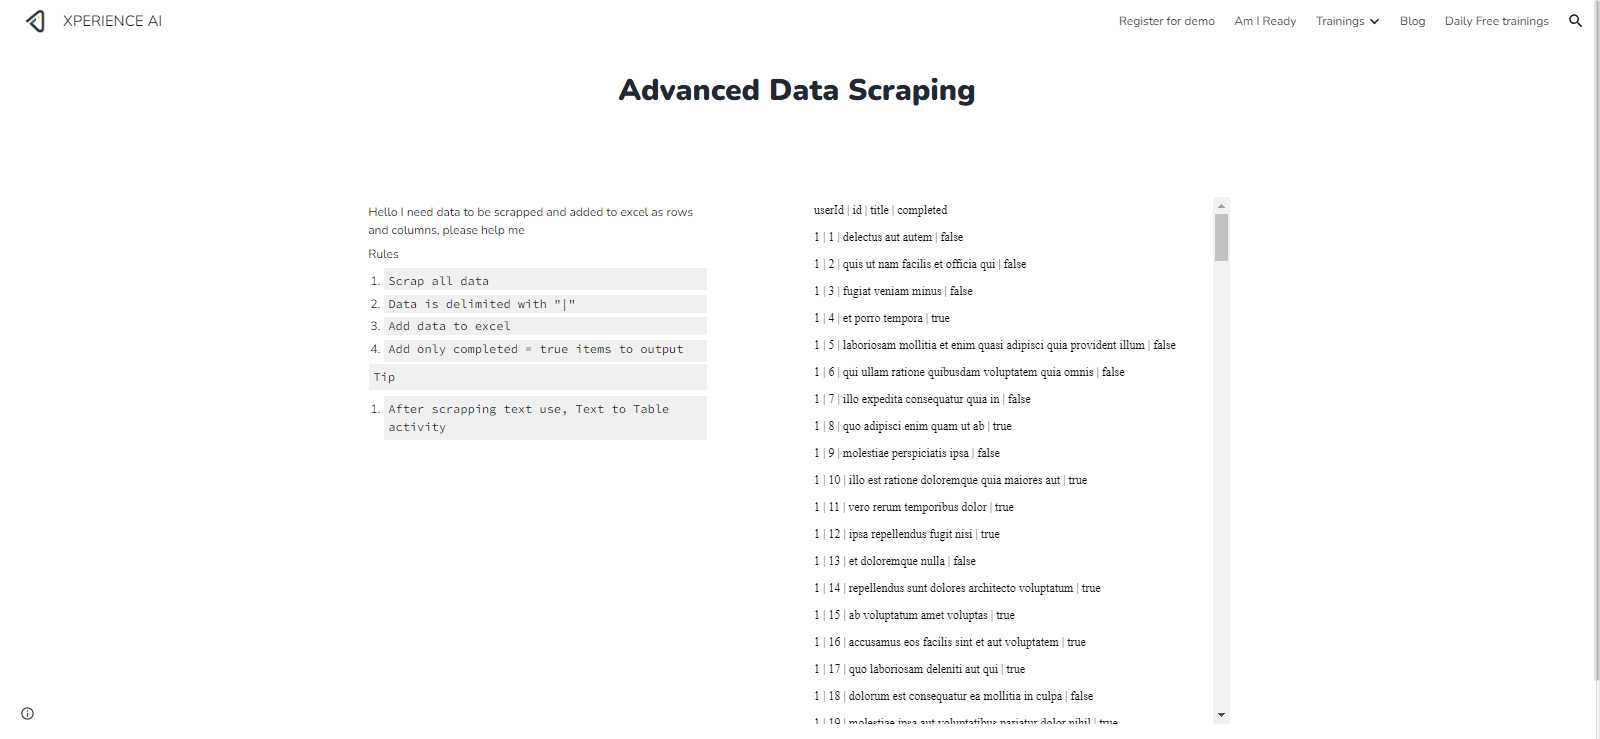 XPERIENCE AI
Register for demo
Am I Ready
Trainings
Blog
Daily Free trainings
Advanced Data Scraping
Hello I need data to be scrapped and added to excel as rows
and columns, please help me
Rules
1. Scrap all data
2. Data is delimited with "|"
3. Add data to excel
4. Add only completed = true items to output
Tip
1. After scrapping text use, Text to Table
activity
userId | id | title | completed
1 | 1 | delectus aut autem | false
1 | 2 | quis ut nam facilis et officia qui | false
1 | 3 | fugiat veniam minus | false
1 | 4 | et porro tempora | true
1 | 5 | laboriosam mollitia et enim quasi adipisci quia provident illum | false
1 | 6 | qui ullam ratione quibusdam voluptatem quia omnis | false
1 | 7 | illo expedita consequatur quia in | false
1 | 8 | quo adipisci enim quam ut ab | true
1 | 9 | molestiae perspiciatis ipsa | false
1 | 10 | illo est ratione doloremque quia maiores aut | true
1 | 11 | vero rerum temporibus dolor | true
1 | 12 | ipsa repellendus fugit nisi | true
1 | 13 | et doloremque nulla | false
1 | 14 | repellendus sunt dolores architecto voluptatum | true
1 | 15 | ab voluptatum amet voluptas | true
1 | 16 | accusamus eos facilis sint et aut voluptatem | true
1 | 17 | quo laboriosam deleniti aut qui | true
1 | 18 | dolorum est consequatur ea mollitia in culpa | false
1 | 19 | molestiae ipsa aut voluptatibus pariatur dolor nihil | true